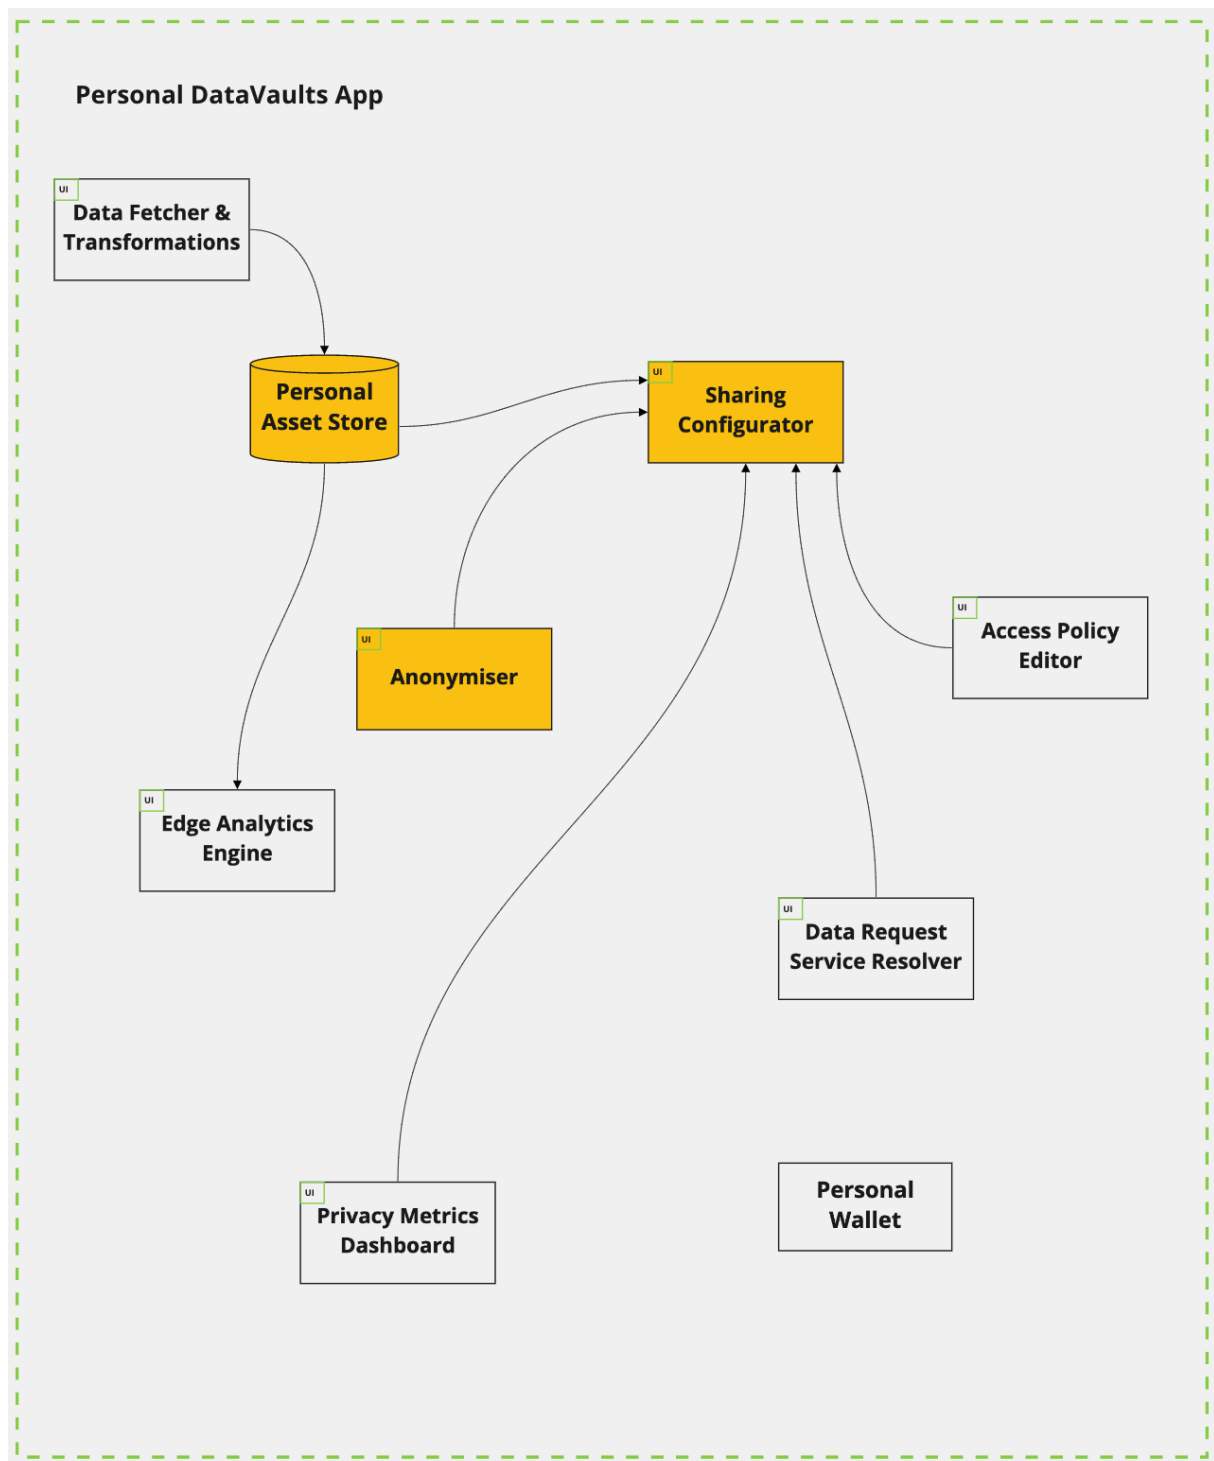 Personal DataVaults App
UI
Data Fetcher &
Transformations
Personal
Asset Store
UI
Sharing
Configurator
UI
Anonymiser
UI
Access Policy
Editor
UI
Edge Analytics
Engine
UI
Data Request
Service Resolver
UI
Privacy Metrics
Dashboard
Personal
Wallet